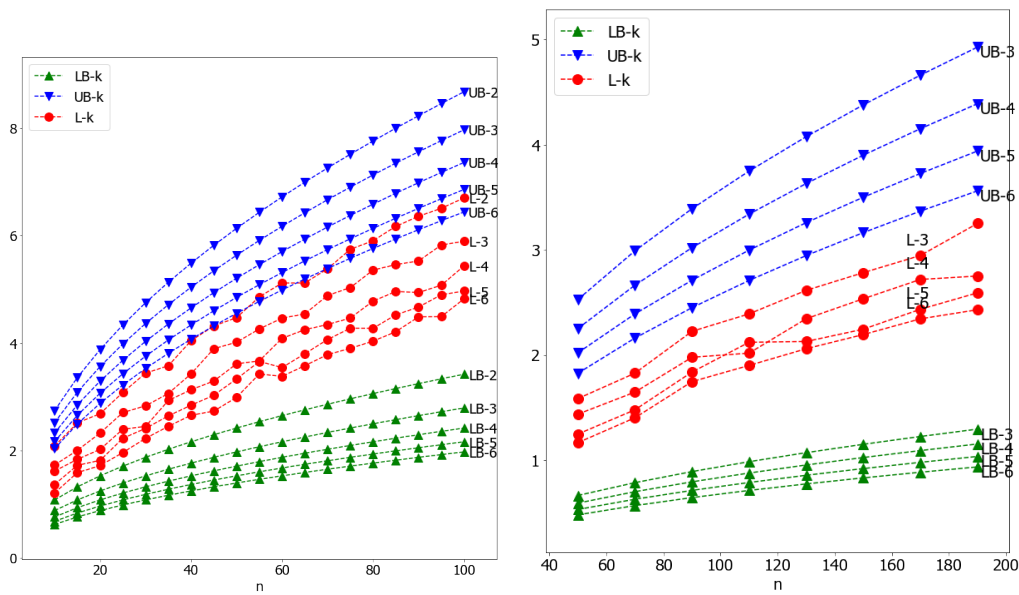 LB-k
UB-k
L-k
UB-2
UB-3
UB-4
UB-5
L-2
UB-6
L-3
L-4
L-5
L-6
LB-2
LB-3
LB-4
LB-5
LB-6
8
6
4
2
0
20 40 60 80 100
n
LB-k
UB-k
L-k
UB-3
UB-4
UB-5
UB-6
L-3
L-4
L-5
L-6
LB-3
LB-4
LB-5
LB-6
5
4
3
2
1
40 60 80 100 120 140 160 180 200
n